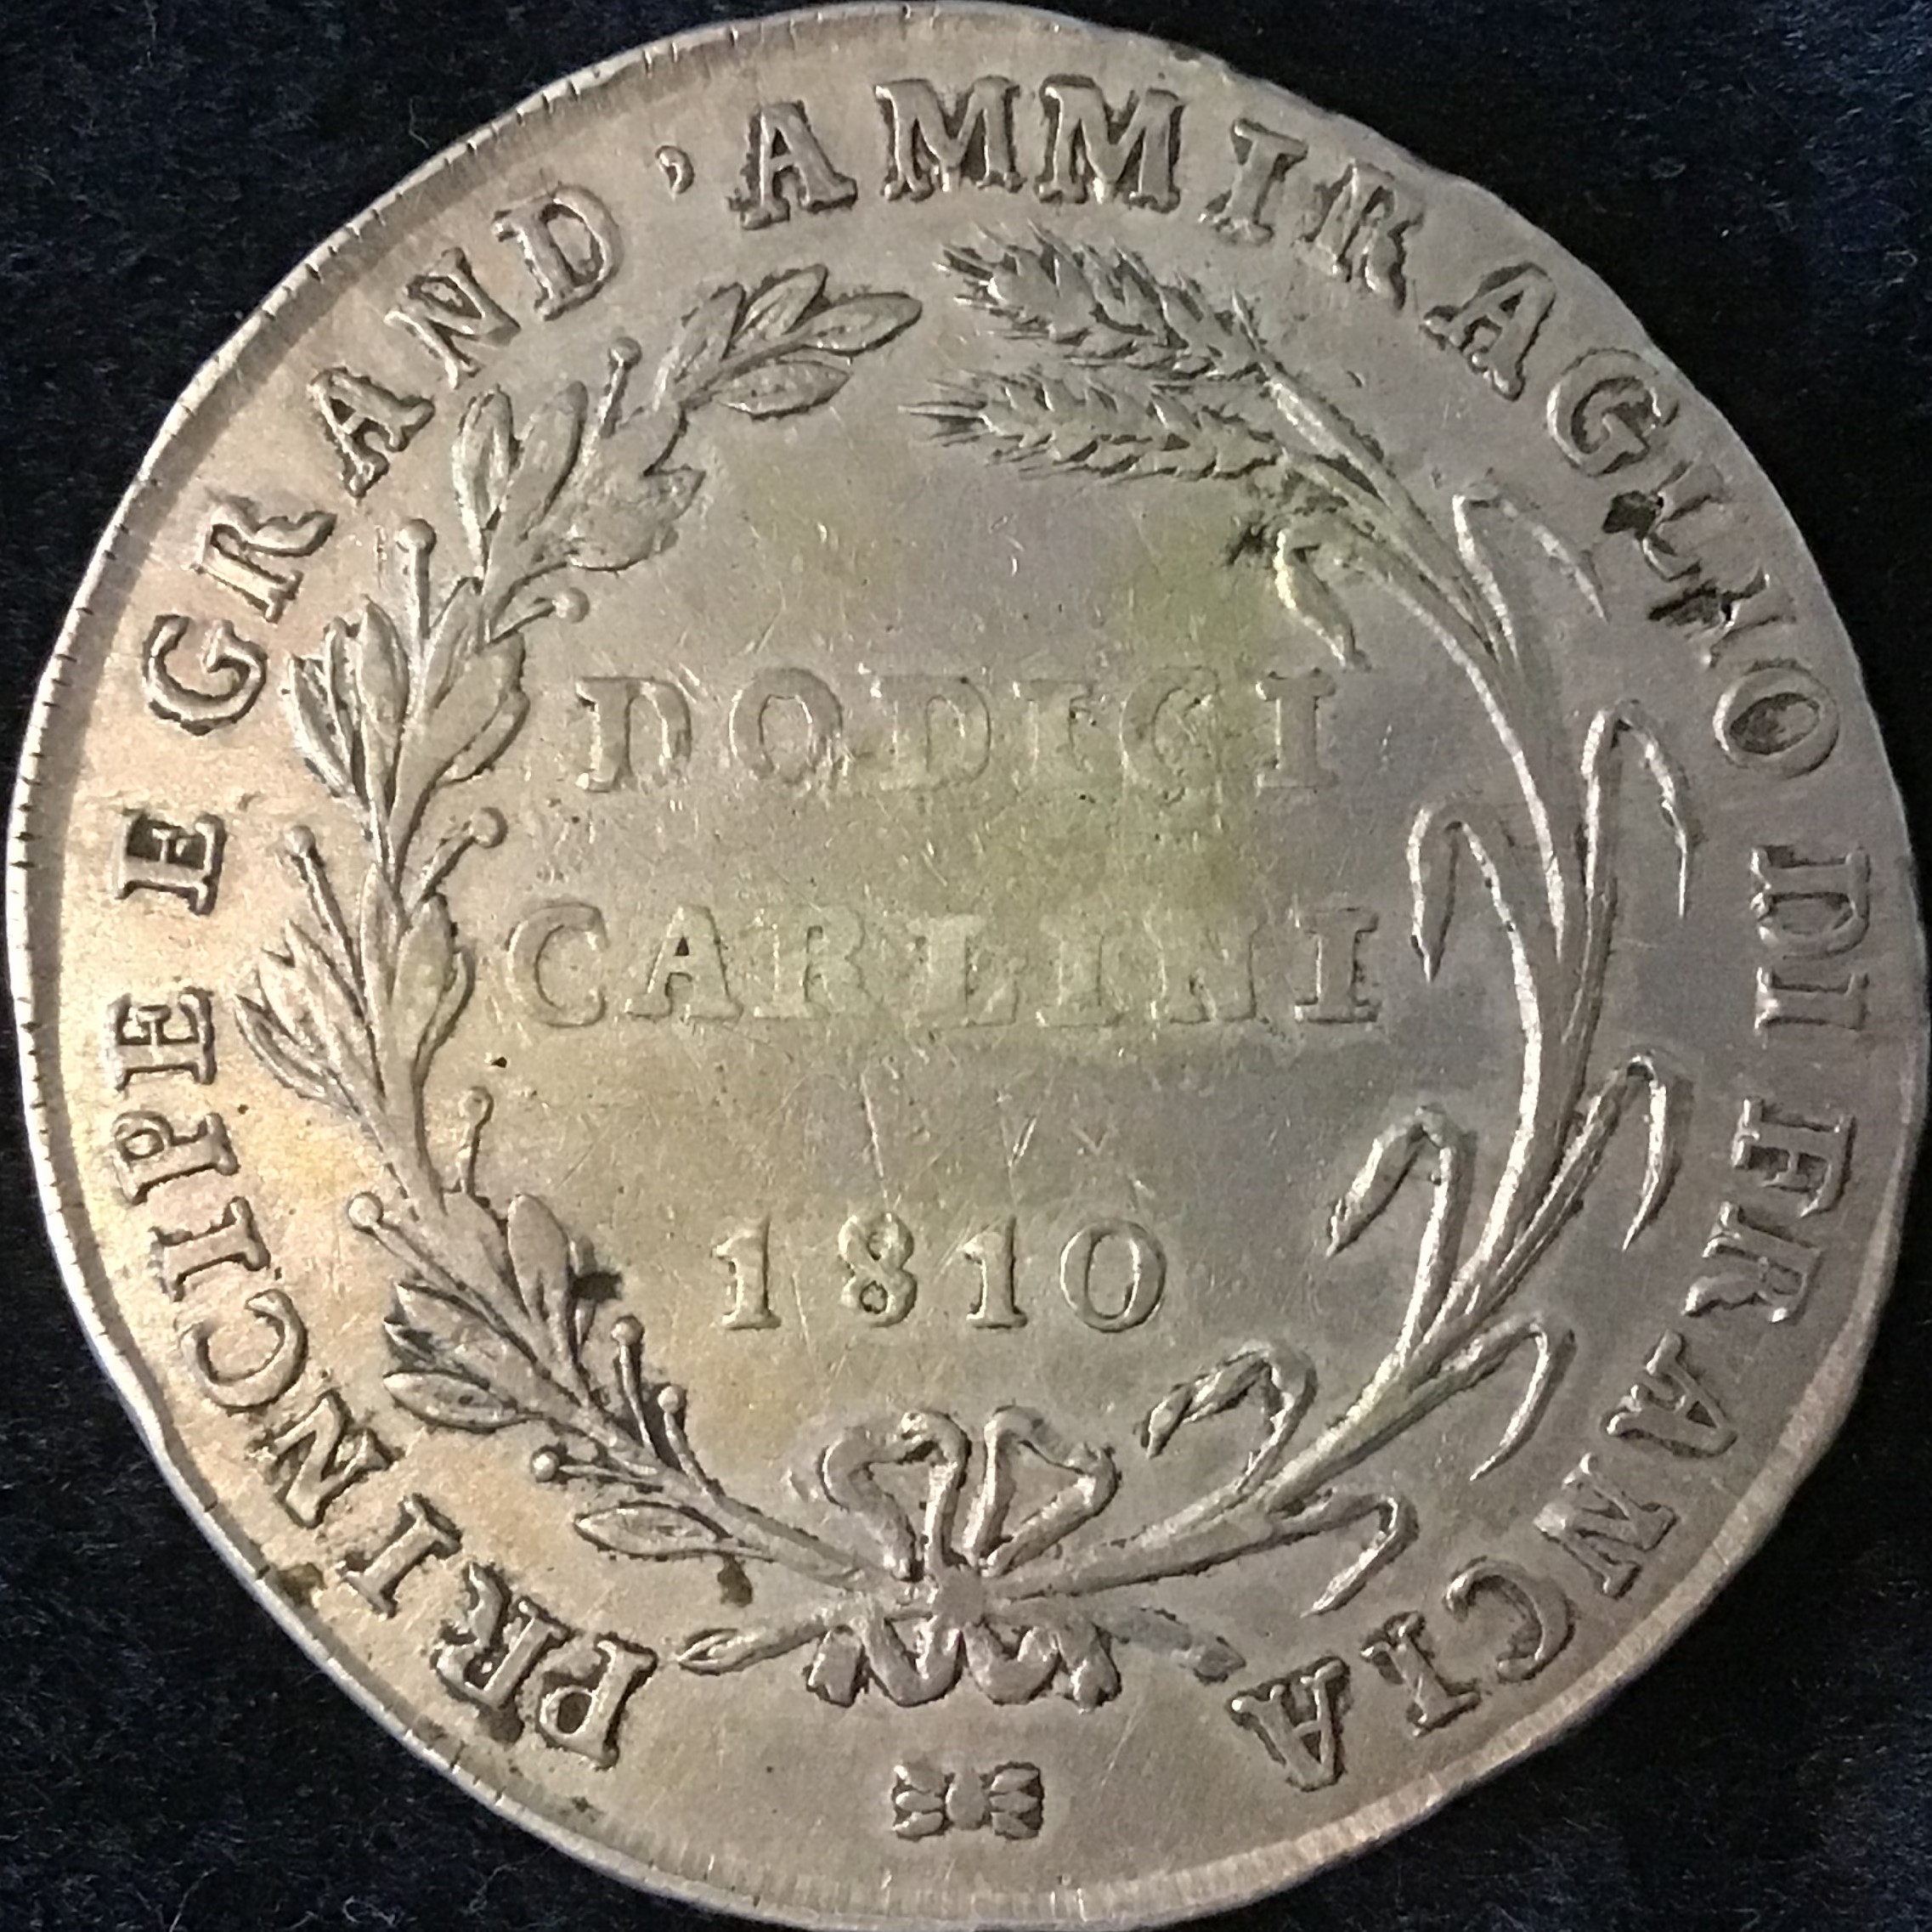 PRINCIPE E GRAND'AMMIRAGLIO DI FRANCIA
DODICI
CARLINI
1810